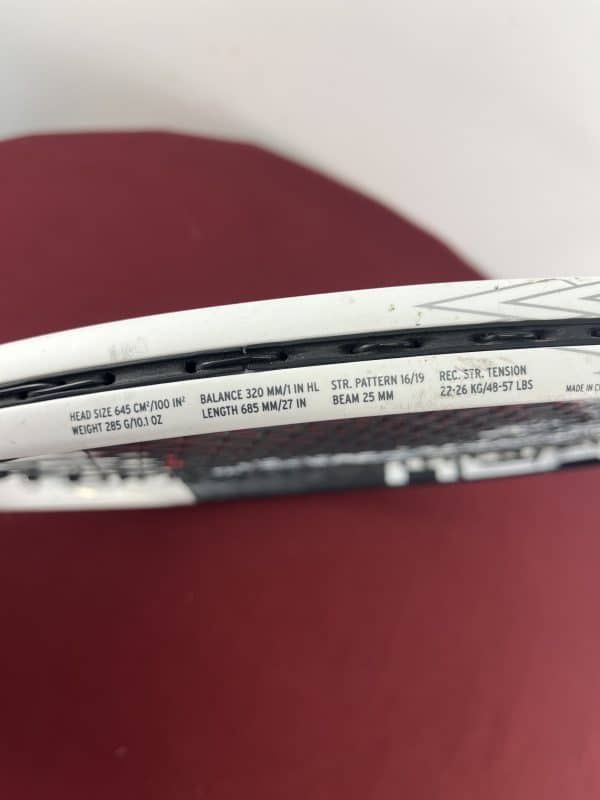 HEAD SIZE 645 CM²/100 IN²
WEIGHT 285 G/10.1 OZ
BALANCE 320 MM/1 IN HL
LENGTH 685 MM/27 IN
STR. PATTERN 16/19
BEAM 25 MM
REC. STR. TENSION
22-26 KG/48-57 LBS
MADE IN